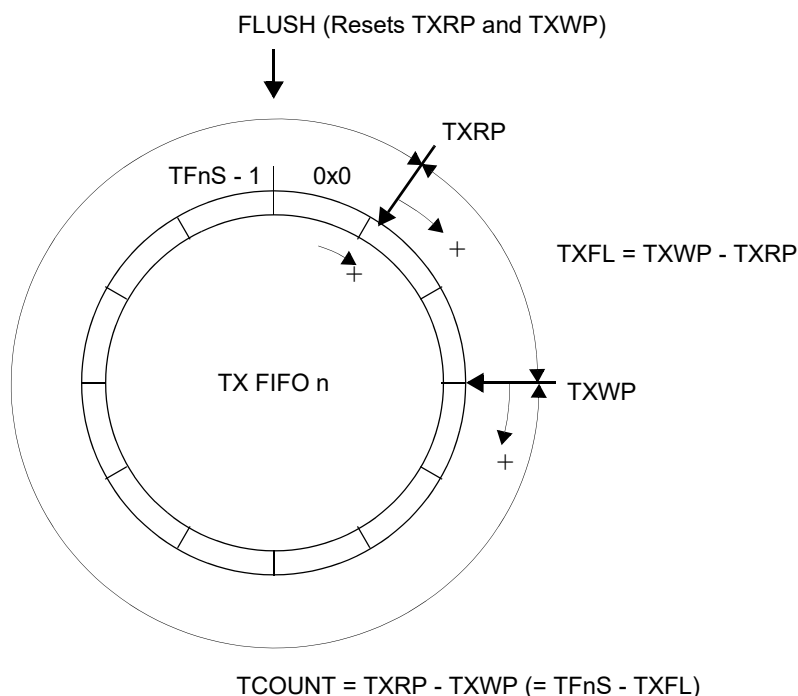 FLUSH (Resets TXRP and TXWP)
TXRP
TFnS - 1
0x0
+
+
TXFL = TXWP - TXRP
TX FIFO n
TXWP
+
TCOUNT = TXRP - TXWP (= TFnS - TXFL)